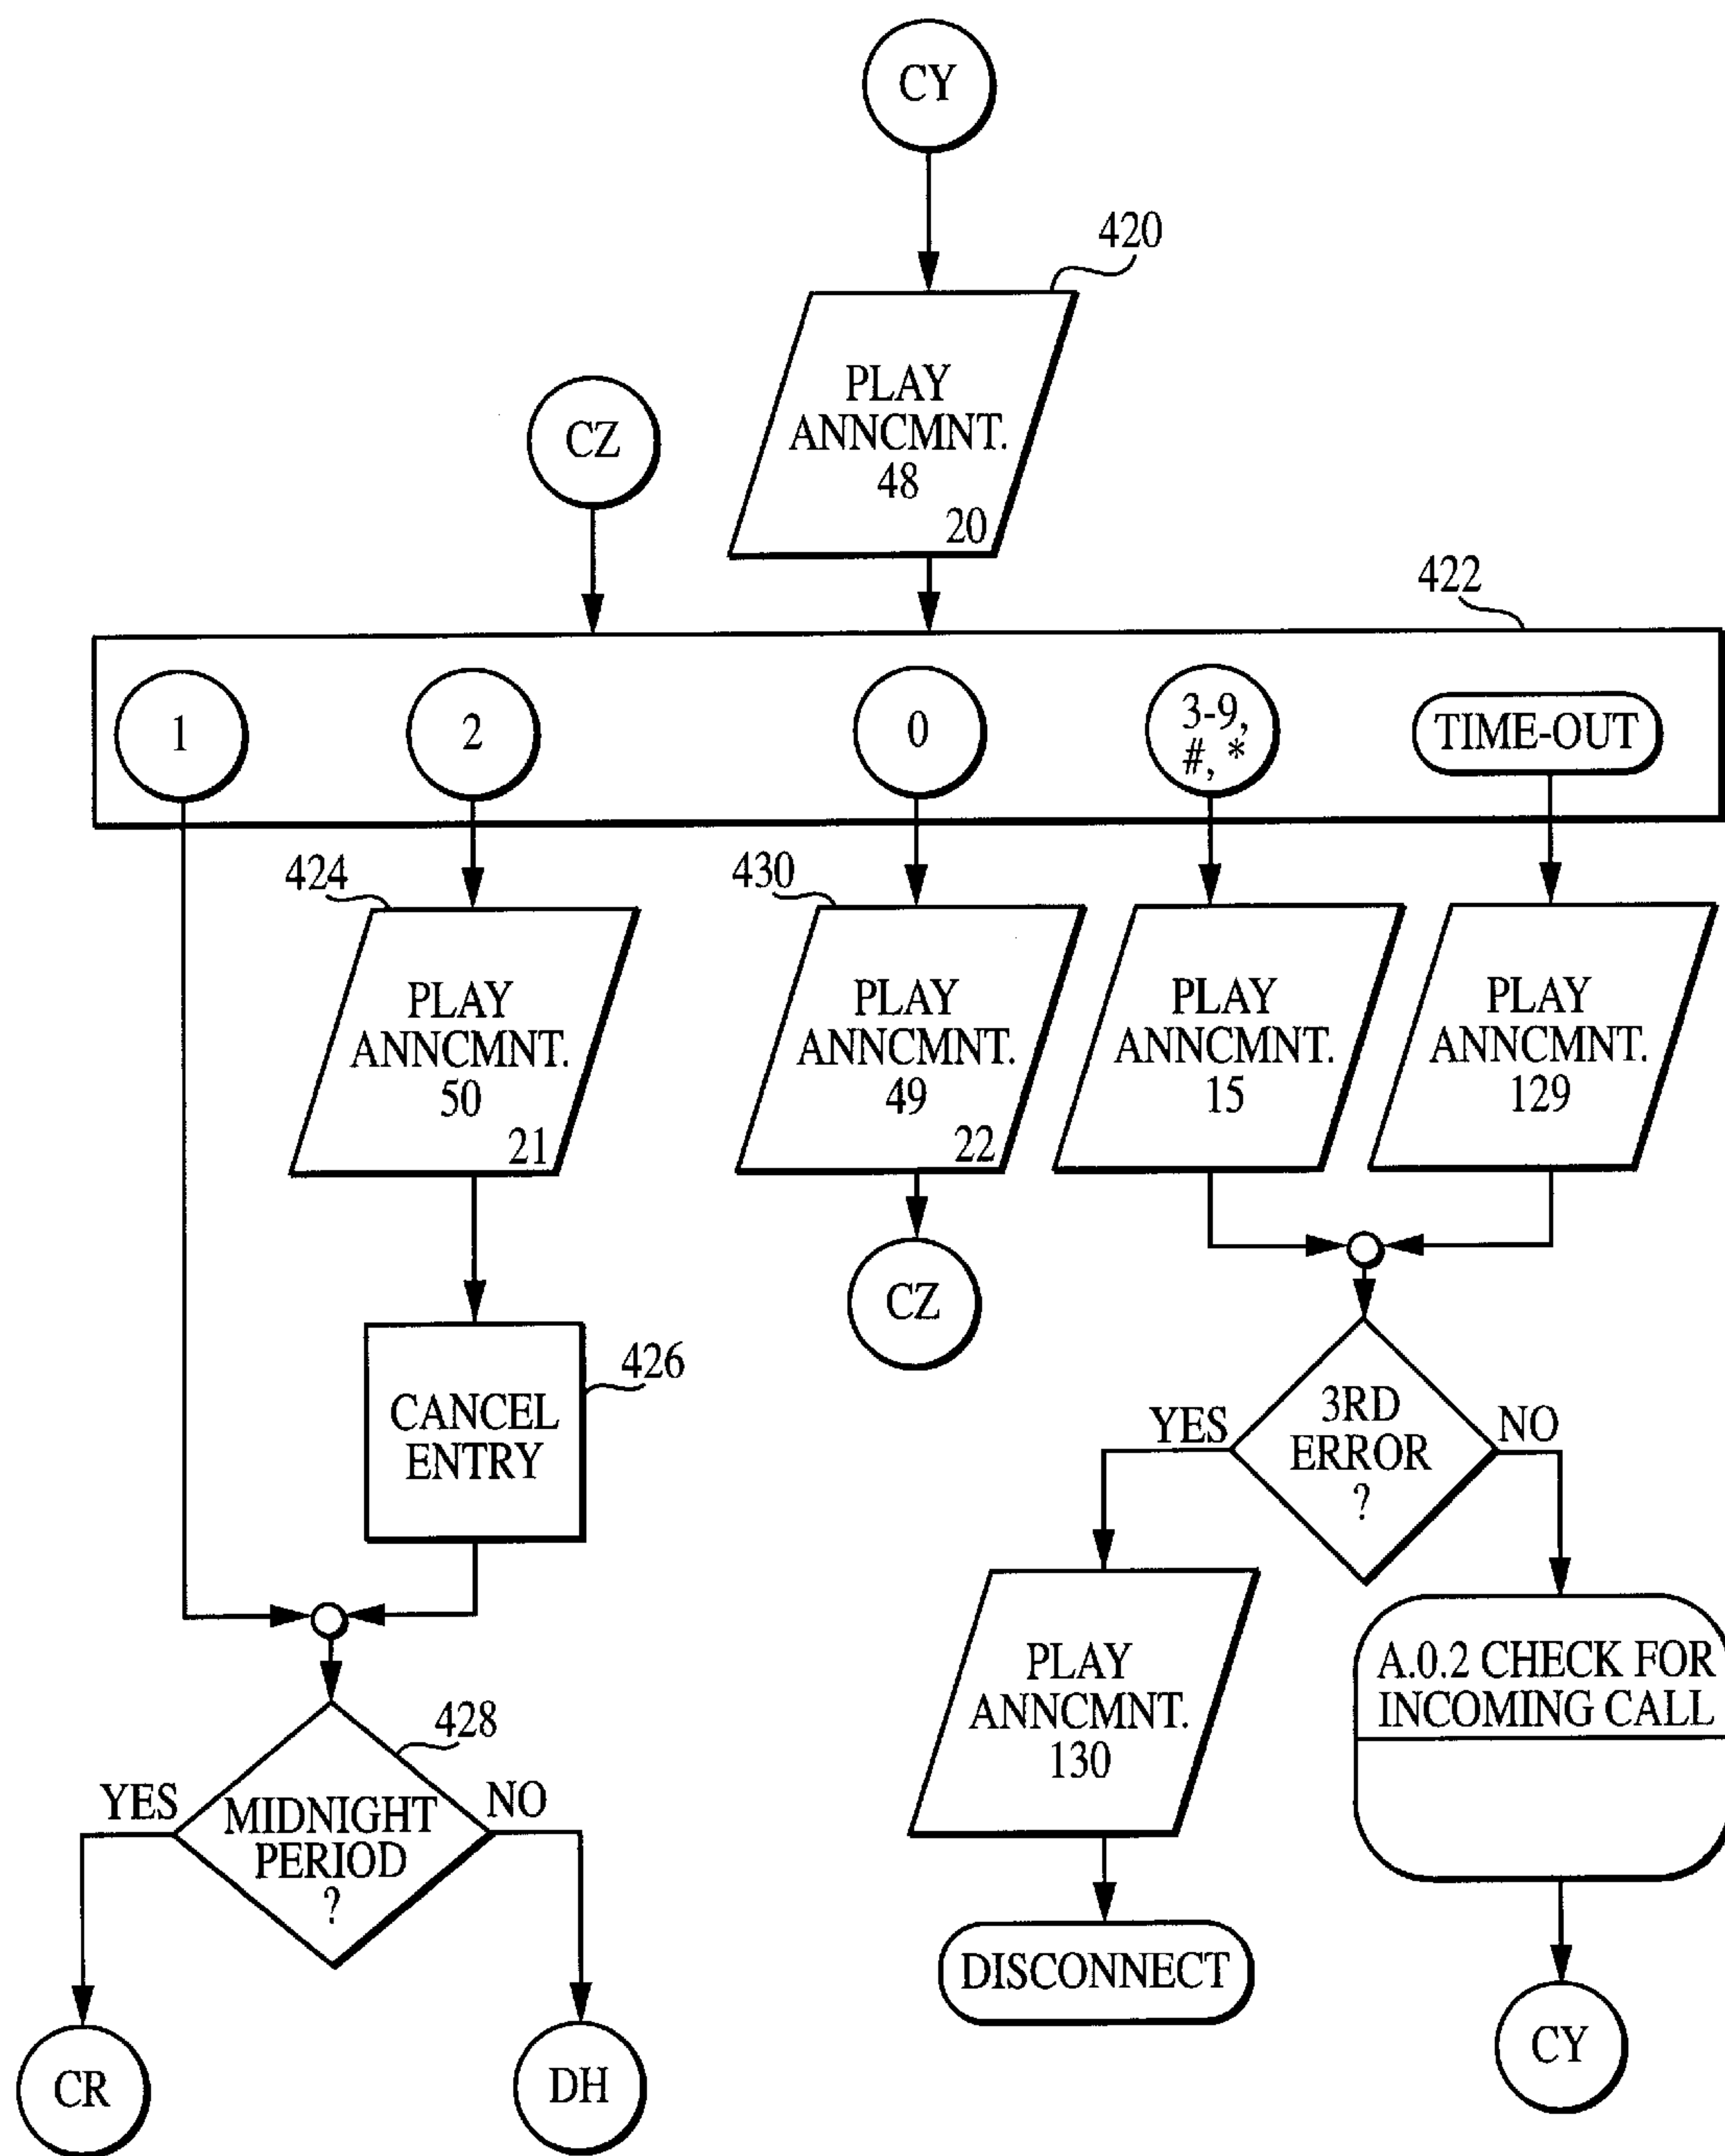 CY
420
PLAY
ANNCMNT.
48
20
CZ
422
1
2
0
3-9,
#, *
TIME-OUT
424
PLAY
ANNCMNT.
50
21
430
PLAY
ANNCMNT.
49
22
PLAY
ANNCMNT.
15
PLAY
ANNCMNT.
129
CZ
CANCEL
ENTRY
426
3RD
ERROR
?
YES
NO
PLAY
ANNCMNT.
130
A.0.2 CHECK FOR
INCOMING CALL
MIDNIGHT
PERIOD
?
428
YES
NO
DISCONNECT
CR
DH
CY